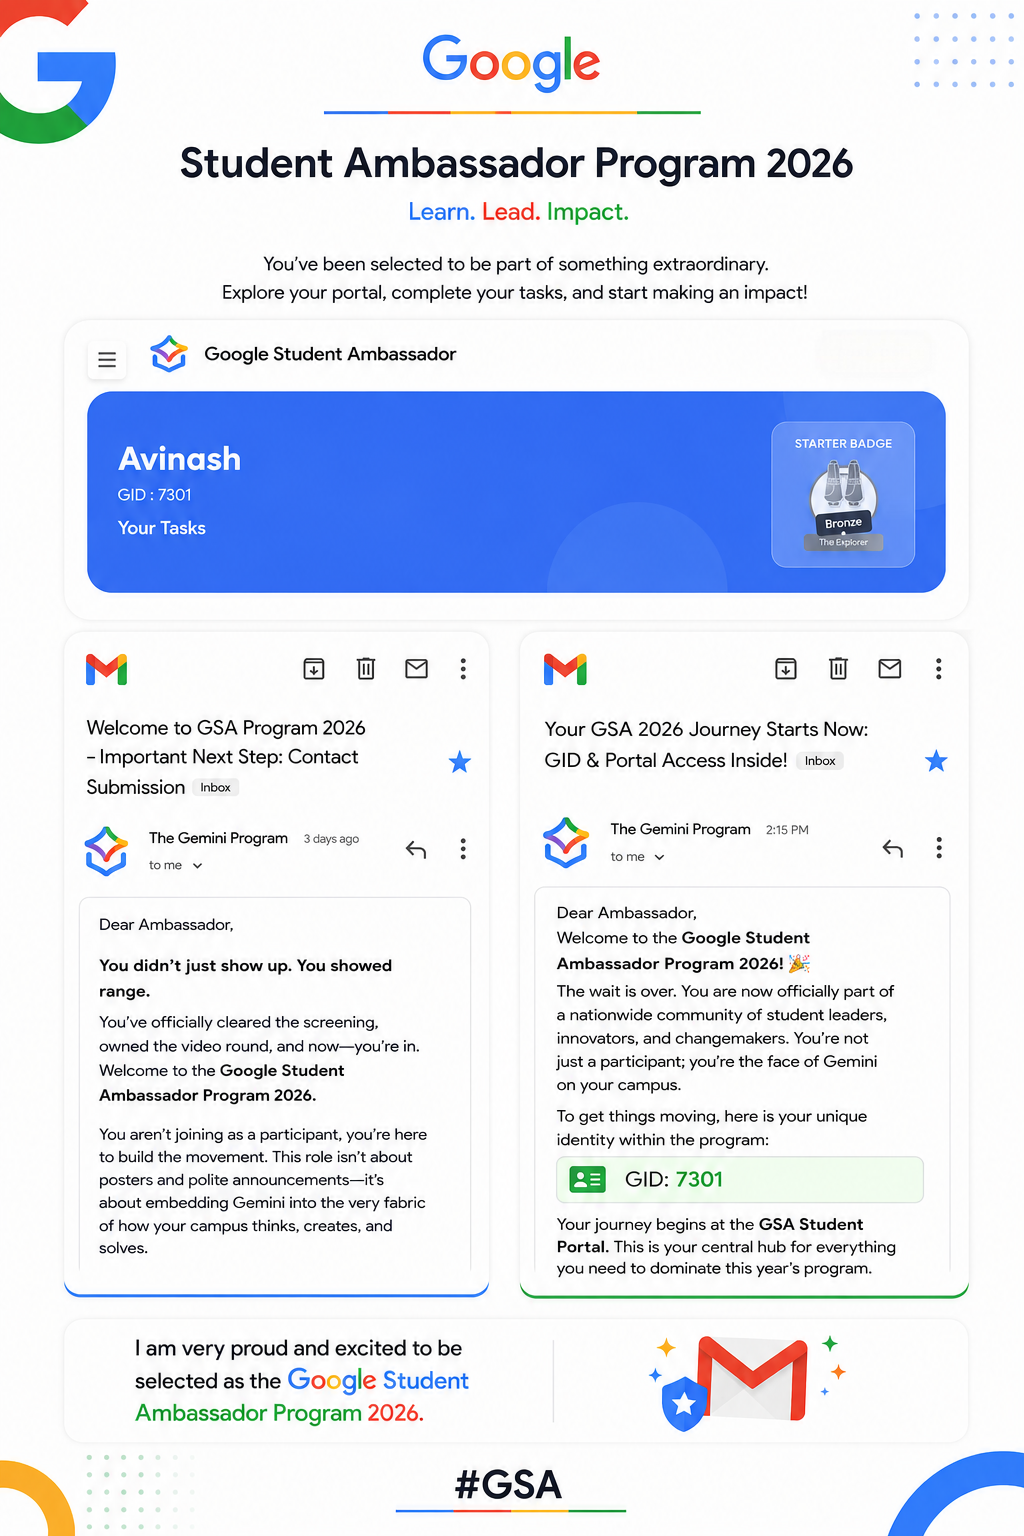 Google
Student Ambassador Program 2026
Learn. Lead. Impact.
You've been selected to be part of something extraordinary.
Explore your portal, complete your tasks, and start making an impact!
Google Student Ambassador
Avinash
GID : 7301
Your Tasks
STARTER BADGE
Bronze
The Explorer
Welcome to GSA Program 2026
– Important Next Step: Contact
Submission Inbox
The Gemini Program 3 days ago
to me
Dear Ambassador,
You didn't just show up. You showed
range.
You've officially cleared the screening,
owned the video round, and now—you're in.
Welcome to the Google Student
Ambassador Program 2026.
You aren't joining as a participant, you're here
to build the movement. This role isn't about
posters and polite announcements—it's
about embedding Gemini into the very fabric
of how your campus thinks, creates, and
solves.
Your GSA 2026 Journey Starts Now:
GID & Portal Access Inside! Inbox
The Gemini Program 2:15 PM
to me
Dear Ambassador,
Welcome to the Google Student
Ambassador Program 2026! 🎉
The wait is over. You are now officially part of
a nationwide community of student leaders,
innovators, and changemakers. You're not
just a participant; you're the face of Gemini
on your campus.
To get things moving, here is your unique
identity within the program:
GID: 7301
Your journey begins at the GSA Student
Portal. This is your central hub for everything
you need to dominate this year's program.
I am very proud and excited to be
selected as the Google Student
Ambassador Program 2026.
#GSA